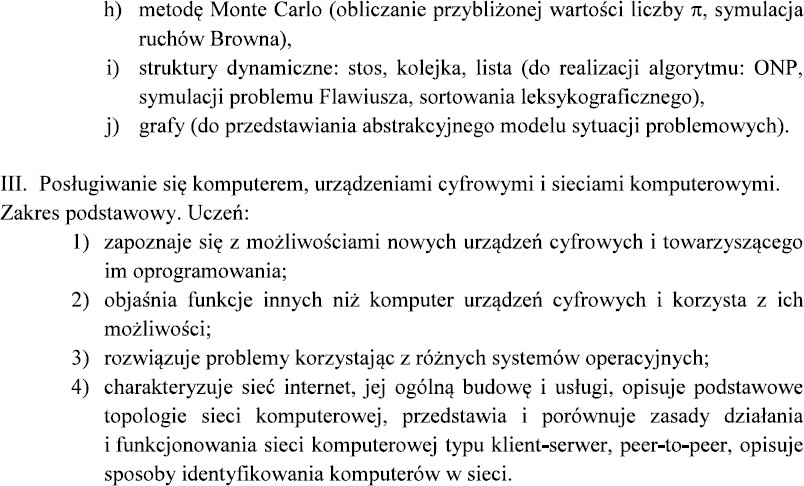 h) metodę Monte Carlo (obliczanie przybliżonej wartości liczby π, symulacja
ruchów Browna),
i) struktury dynamiczne: stos, kolejka, lista (do realizacji algorytmu: ONP,
symulacji problemu Flawiusza, sortowania leksykograficznego),
j) grafy (do przedstawiania abstrakcyjnego modelu sytuacji problemowych).
III. Posługiwanie się komputerem, urządzeniami cyfrowymi i sieciami komputerowymi.
Zakres podstawowy. Uczeń:
1) zapoznaje się z możliwościami nowych urządzeń cyfrowych i towarzyszącego
im oprogramowania;
2) objaśnia funkcje innych niż komputer urządzeń cyfrowych i korzysta z ich
możliwości;
3) rozwiązuje problemy korzystając z różnych systemów operacyjnych;
4) charakteryzuje sieć internet, jej ogólną budowę i usługi, opisuje podstawowe
topologie sieci komputerowej, przedstawia i porównuje zasady działania
i funkcjonowania sieci komputerowej typu klient-serwer, peer-to-peer, opisuje
sposoby identyfikowania komputerów w sieci.